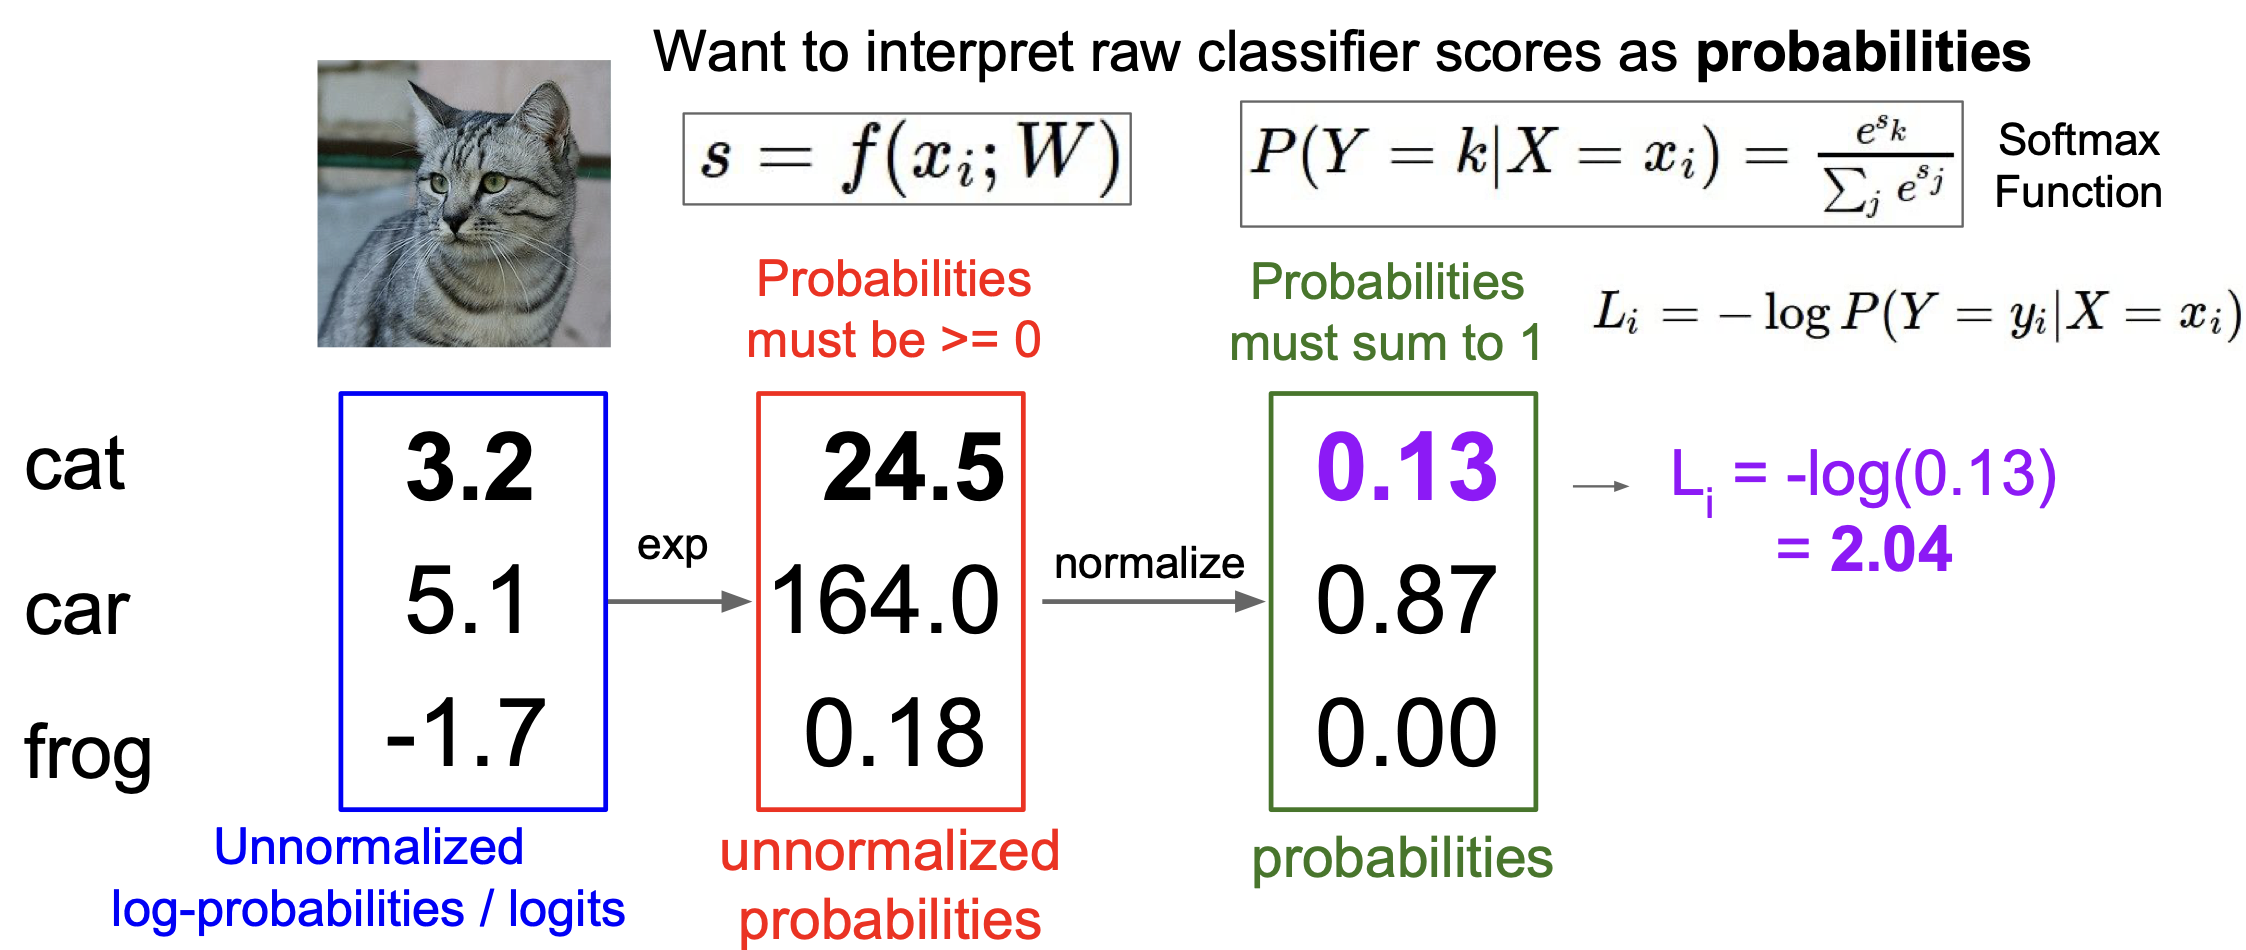 Want to interpret raw classifier scores as probabilities
s = f(x_i; W)
P(Y = k|X = x_i) = e^{s_k} / ∑_j e^{s_j}
Softmax
Function
Probabilities
must be >= 0
Probabilities
must sum to 1
L_i = − log P(Y = y_i|X = x_i)
cat 3.2 24.5 0.13 L_i = -log(0.13)
= 2.04
exp
normalize
car 5.1 164.0 0.87
frog -1.7 0.18 0.00
Unnormalized
log-probabilities / logits
unnormalized
probabilities
probabilities